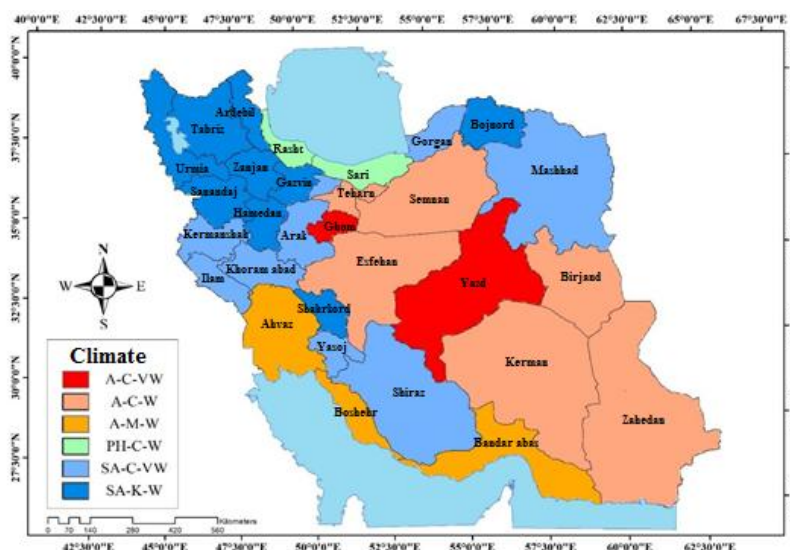 40°0'0"E 45°0'0"E 47°30'0"E 50°0'0"E 52°30'0"E 55°0'0"E 57°30'0"E 60°0'0"E 62°30'0"E 65°0'0"E 67°30'0"E
40°0'0"N
37°30'0"N
35°0'0"N
32°30'0"N
30°0'0"N
27°30'0"N
Ardebil
Tabriz
Rasht
Gorgan
Bojnord
Urmia
Zanjan
Sari
Mashhad
Sanandaj
Gazvin
Teharn
Semnan
Hamedan
Kermanshah
Arak
Ghom
Esfehan
Ilam
Khoram abad
Yasd
Birjand
Shahrkord
Ahvaz
Yasoj
Kerman
Shiraz
Boshehr
Bandar abas
Zahedan
N
W E
S
Climate
A-C-VW
A-C-W
A-M-W
PH-C-W
SA-C-VW
SA-K-W
Kilometers
0 70 140 280 420 560
42°30'0"E 45°0'0"E 47°30'0"E 50°0'0"E 52°30'0"E 55°0'0"E 57°30'0"E 60°0'0"E 62°30'0"E